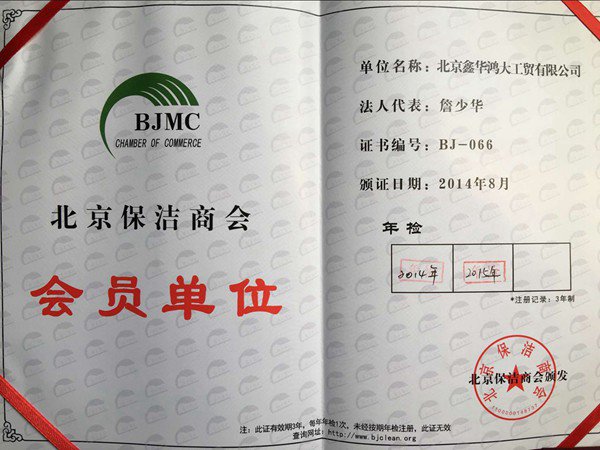 BJMC
CHAMBER OF COMMERCE
北京保洁商会
会员单位
单位名称：北京鑫华鸿大工贸有限公司
法人代表：詹少华
证书编号：BJ-066
颁证日期：2014年8月
年检
2014年
2015年
*注册记录：3年制
北京保洁商会
北京保洁商会颁发
注：此证有效期3年，每年年检1次，未经按期年检注册，此证无效
查询网址：http://www.bjclean.org